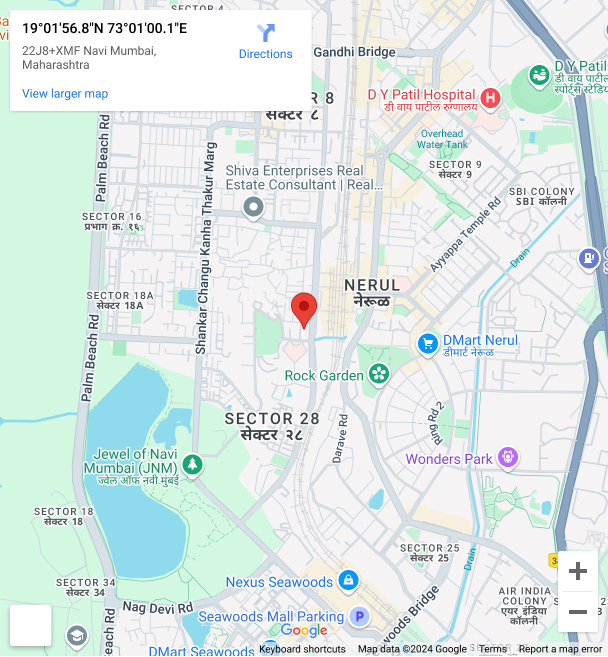 SECTOR 4
सेक्टर 4
19°01'56.8"N 73°01'00.1"E
22J8+XMF Navi Mumbai,
Maharashtra
Directions
View larger map
Gandhi Bridge
D Y Patil
डी वाय पाटील
स्पोर्ट्स स्टेडि
D Y Patil Hospital
डी वाय पाटील रुग्णालय
R 8
सेक्टर ८
Overhead
Water Tank
SECTOR 9
सेक्टर 9
Palm Beach Rd
Shankar Changu Kanha Thakur Marg
Shiva Enterprises Real
Estate Consultant | Real...
SBI COLONY
SBI कॉलनी
SECTOR 16
प्रभाग क्र. १६
Ayyappa Temple Rd
Drain
NERUL
नेरूळ
SECTOR 18A
सेक्टर 18A
Palm Beach Rd
DMart Nerul
डीमार्ट नेरूळ
Rock Garden
SECTOR 28
सेक्टर २८
Darave Rd
Ring Rd 2
Jewel of Navi
Mumbai (JNM)
ज्वेल ऑफ नवी मुंबई
Wonders Park
SECTOR 18
सेक्टर 18
SECTOR 25
सेक्टर 25
Drain
SECTOR 34
सेक्टर 34
Nexus Seawoods
AIR INDIA
COLONY
एयर इंडिया
कॉलनी
Nag Devi Rd
Seawoods Mall Parking
P
Beach Rd
woods Bridge
Google
DMart Seawoods
Keyboard shortcuts
Map data ©2024 Google
Terms
Report a map error